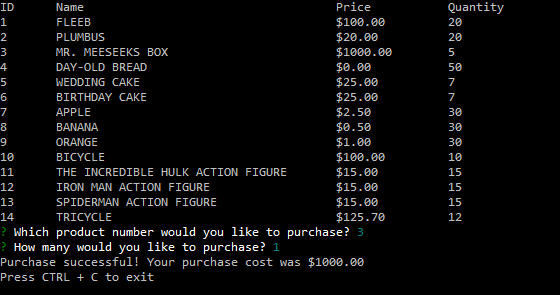 ID Name Price Quantity
1 FLEEB $100.00 20
2 PLUMBUS $20.00 20
3 MR. MEESEEKS BOX $1000.00 5
4 DAY-OLD BREAD $0.00 50
5 WEDDING CAKE $25.00 7
6 BIRTHDAY CAKE $25.00 7
7 APPLE $2.50 30
8 BANANA $0.50 30
9 ORANGE $1.00 30
10 BICYCLE $100.00 10
11 THE INCREDIBLE HULK ACTION FIGURE $15.00 15
12 IRON MAN ACTION FIGURE $15.00 15
13 SPIDERMAN ACTION FIGURE $15.00 15
14 TRICYCLE $125.70 12
? Which product number would you like to purchase? 3
? How many would you like to purchase? 1
Purchase successful! Your purchase cost was $1000.00
Press CTRL + C to exit